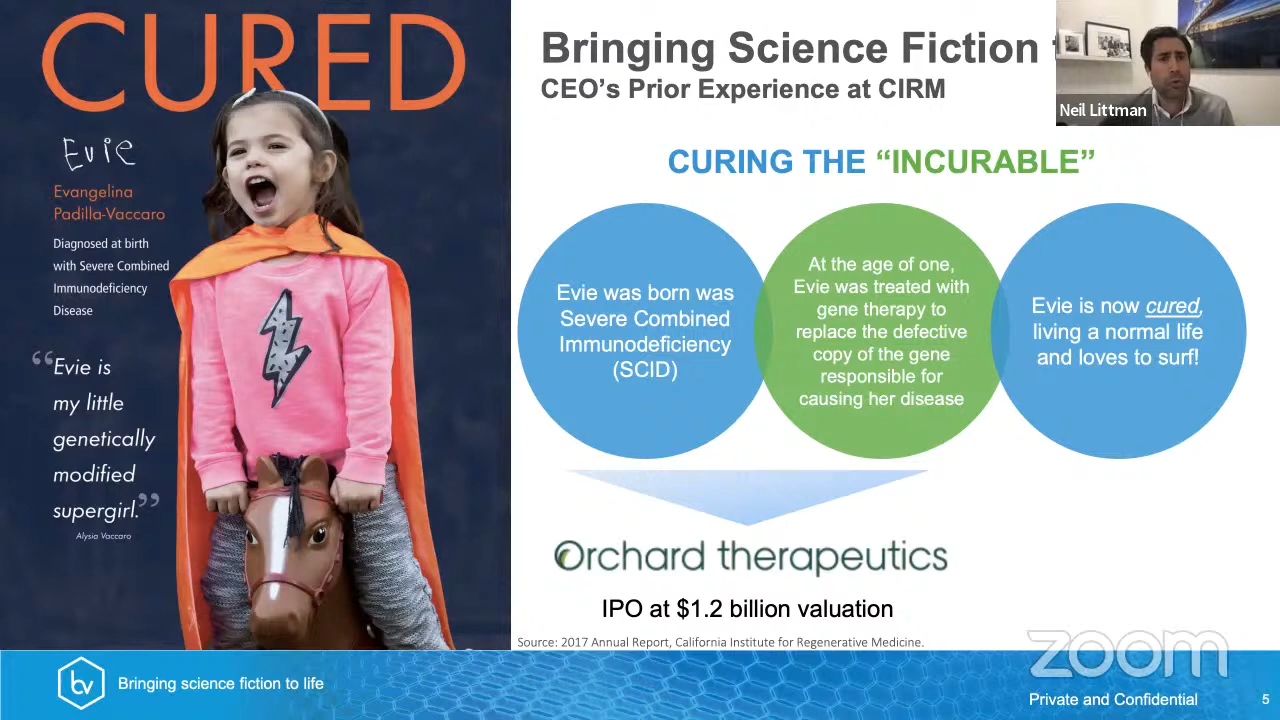 CURED
Evie
Evangelina
Padilla-Vaccaro
Diagnosed at birth
with Severe Combined
Immunodeficiency
Disease
“Evie is
my little
genetically
modified
supergirl.”
Alysia Vaccaro
Bringing Science Fiction
CEO’s Prior Experience at CIRM
Neil Littman
CURING THE “INCURABLE”
Evie was born was
Severe Combined
Immunodeficiency
(SCID)
At the age of one,
Evie was treated with
gene therapy to
replace the defective
copy of the gene
responsible for
causing her disease
Evie is now cured,
living a normal life
and loves to surf!
Orchard therapeutics
IPO at $1.2 billion valuation
Source: 2017 Annual Report, California Institute for Regenerative Medicine.
zoom
bv
Bringing science fiction to life
Private and Confidential
5